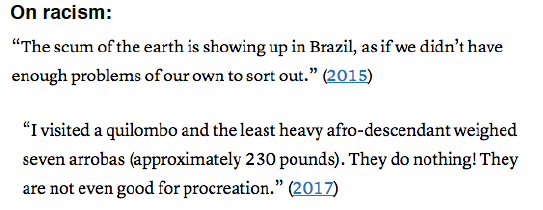 On racism:
“The scum of the earth is showing up in Brazil, as if we didn’t have
enough problems of our own to sort out.” (2015)
“I visited a quilombo and the least heavy afro-descendant weighed
seven arrobas (approximately 230 pounds). They do nothing! They
are not even good for procreation.” (2017)